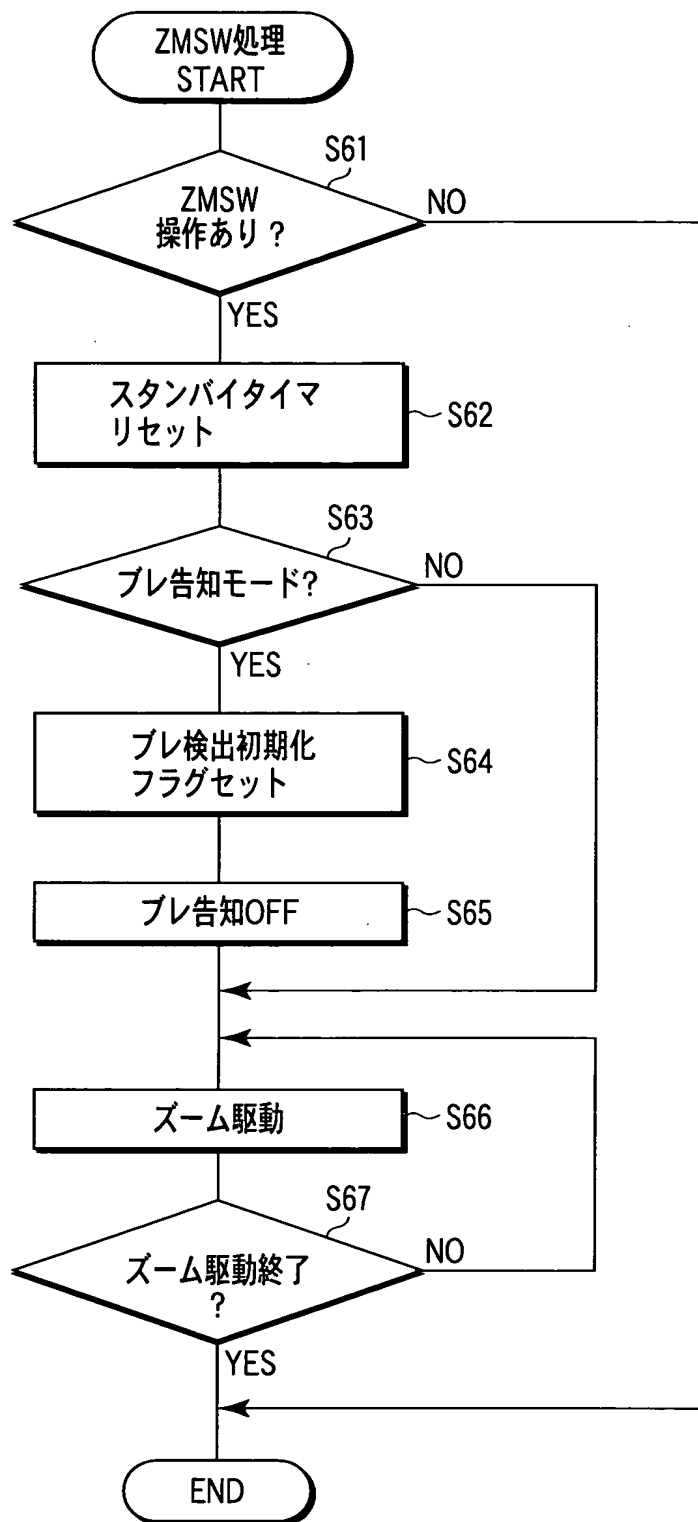 ZMSW処理
START
S61
ZMSW
操作あり？
NO
YES
スタンバイタイマ
リセット
S62
S63
ブレ告知モード?
NO
YES
ブレ検出初期化
フラグセット
S64
ブレ告知OFF
S65
ズーム駆動
S66
S67
ズーム駆動終了
?
NO
YES
END